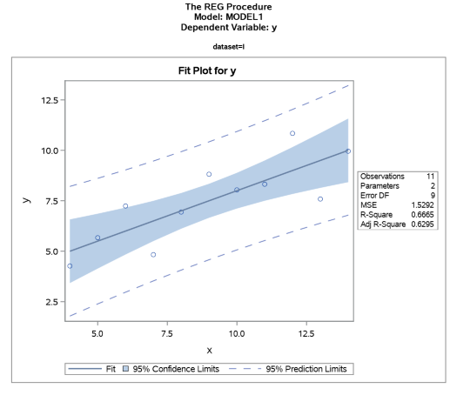 The REG Procedure
Model: MODEL1
Dependent Variable: y
dataset=I
Fit Plot for y
12.5
10.0
7.5
5.0
2.5
y
Observations 11
Parameters 2
Error DF 9
MSE 1.5292
R-Square 0.6665
Adj R-Square 0.6295
5.0 7.5 10.0 12.5
x
Fit 95% Confidence Limits 95% Prediction Limits